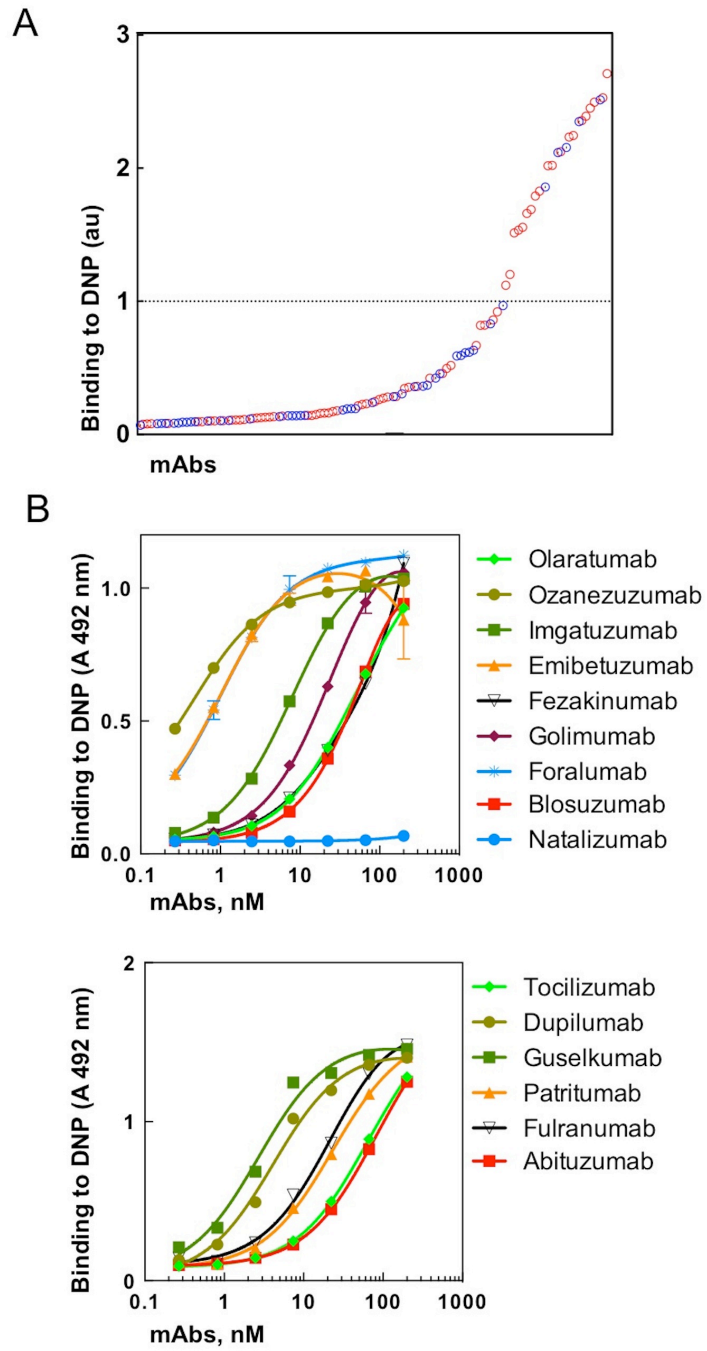 A
3
2
1
0
Binding to DNP (au)
mAbs
B
1.0
0.5
0.0
Binding to DNP (A 492 nm)
0.1 1 10 100 1000
mAbs, nM
Olaratumab
Ozanezuzumab
Imgatuzumab
Emibetuzumab
Fezakinumab
Golimumab
Foralumab
Blosuzumab
Natalizumab
2
1
0
Binding to DNP (A 492 nm)
0.1 1 10 100 1000
mAbs, nM
Tocilizumab
Dupilumab
Guselkumab
Patritumab
Fulranumab
Abituzumab